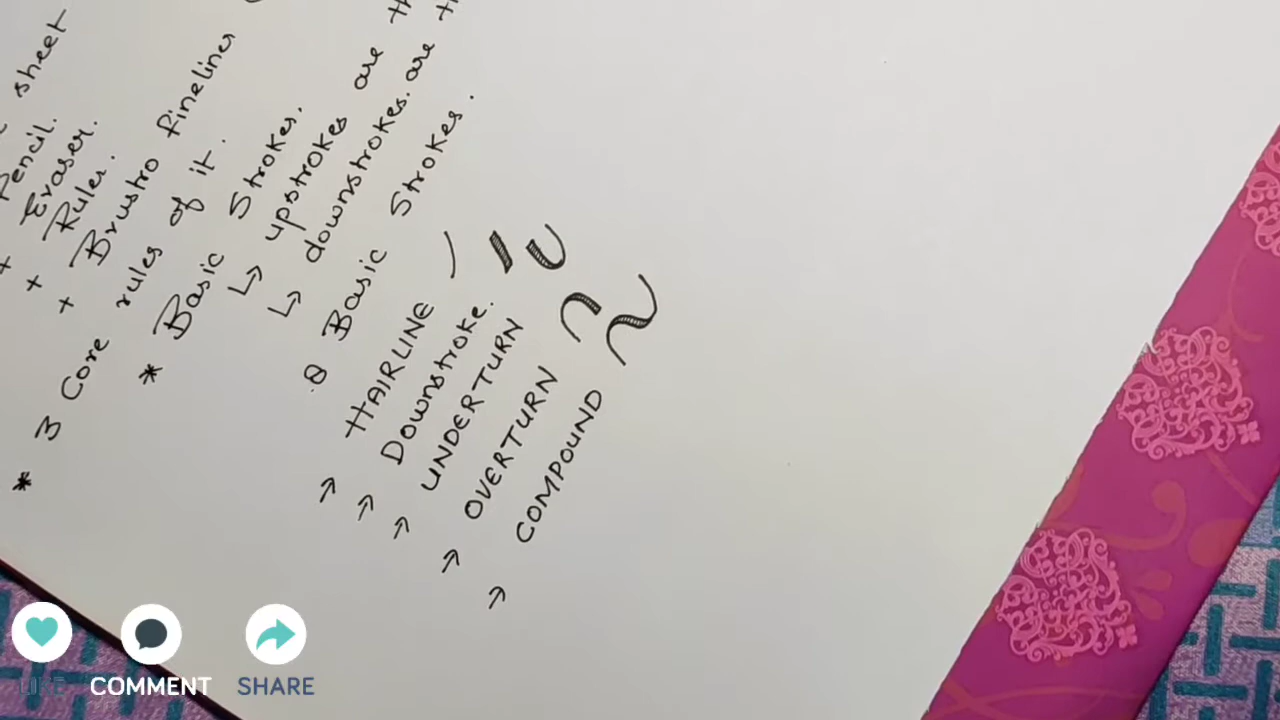 sheet
Pencil.
+ Eraser.
+ Ruler.
+ Brustro fineliner
* 3 Core rules of it.
* Basic Strokes.
↳ upstrokes are
↳ downstrokes. are
8 Basic Strokes.
→ HAIRLINE
→ Downstroke.
→ UNDERTURN
→ OVERTURN
→ COMPOUND
LIKE
COMMENT
SHARE